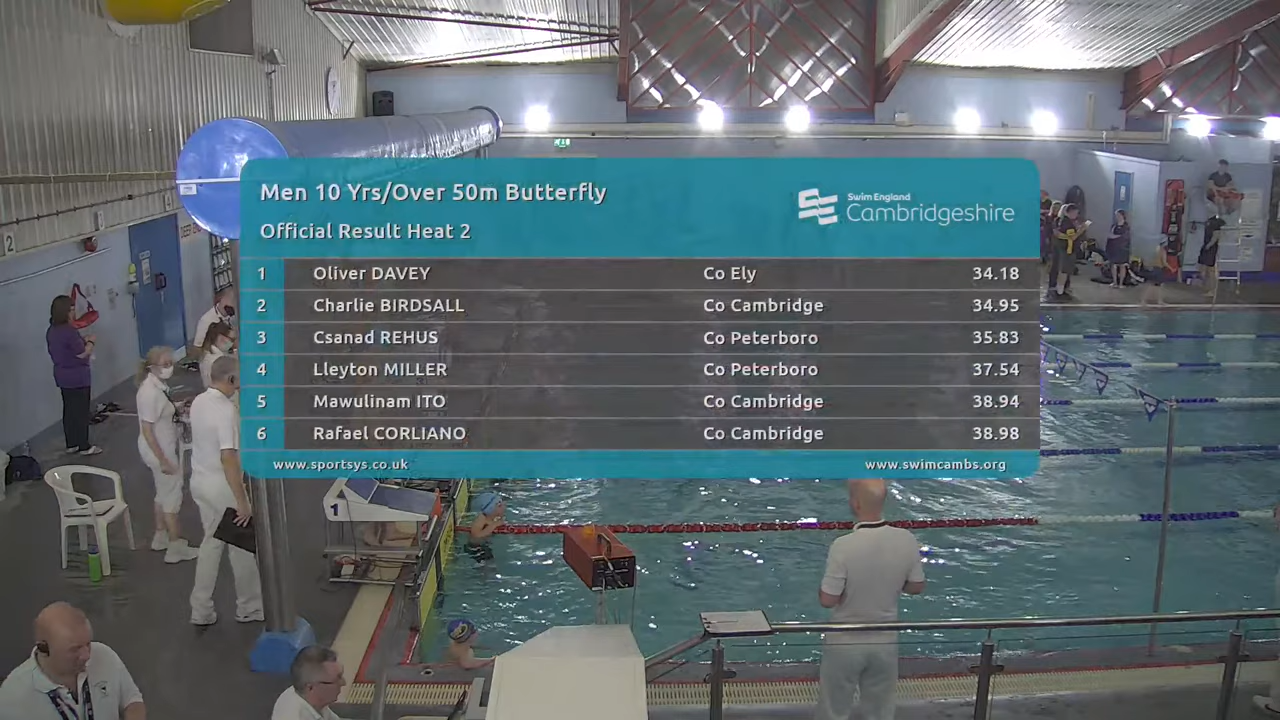 Men 10 Yrs/Over 50m Butterfly
Swim England
Cambridgeshire
Official Result Heat 2
1 Oliver DAVEY Co Ely 34.18
2 Charlie BIRDSALL Co Cambridge 34.95
3 Csanad REHUS Co Peterboro 35.83
4 Lleyton MILLER Co Peterboro 37.54
5 Mawulinam ITO Co Cambridge 38.94
6 Rafael CORLIANO Co Cambridge 38.98
www.sportsys.co.uk www.swimcambs.org
2
1